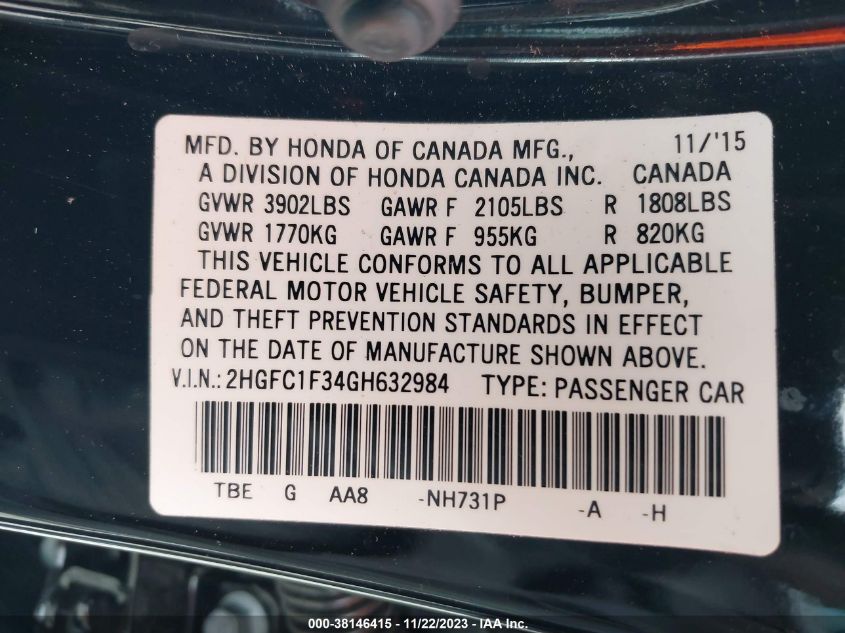 MFD. BY HONDA OF CANADA MFG., 11/'15
A DIVISION OF HONDA CANADA INC. CANADA
GVWR 3902LBS GAWR F 2105LBS R 1808LBS
GVWR 1770KG GAWR F 955KG R 820KG
THIS VEHICLE CONFORMS TO ALL APPLICABLE
FEDERAL MOTOR VEHICLE SAFETY, BUMPER,
AND THEFT PREVENTION STANDARDS IN EFFECT
ON THE DATE OF MANUFACTURE SHOWN ABOVE.
V.I.N.: 2HGFC1F34GH632984 TYPE: PASSENGER CAR
TBE G AA8 -NH731P -A -H
000-38146415 - 11/22/2023 - IAA Inc.